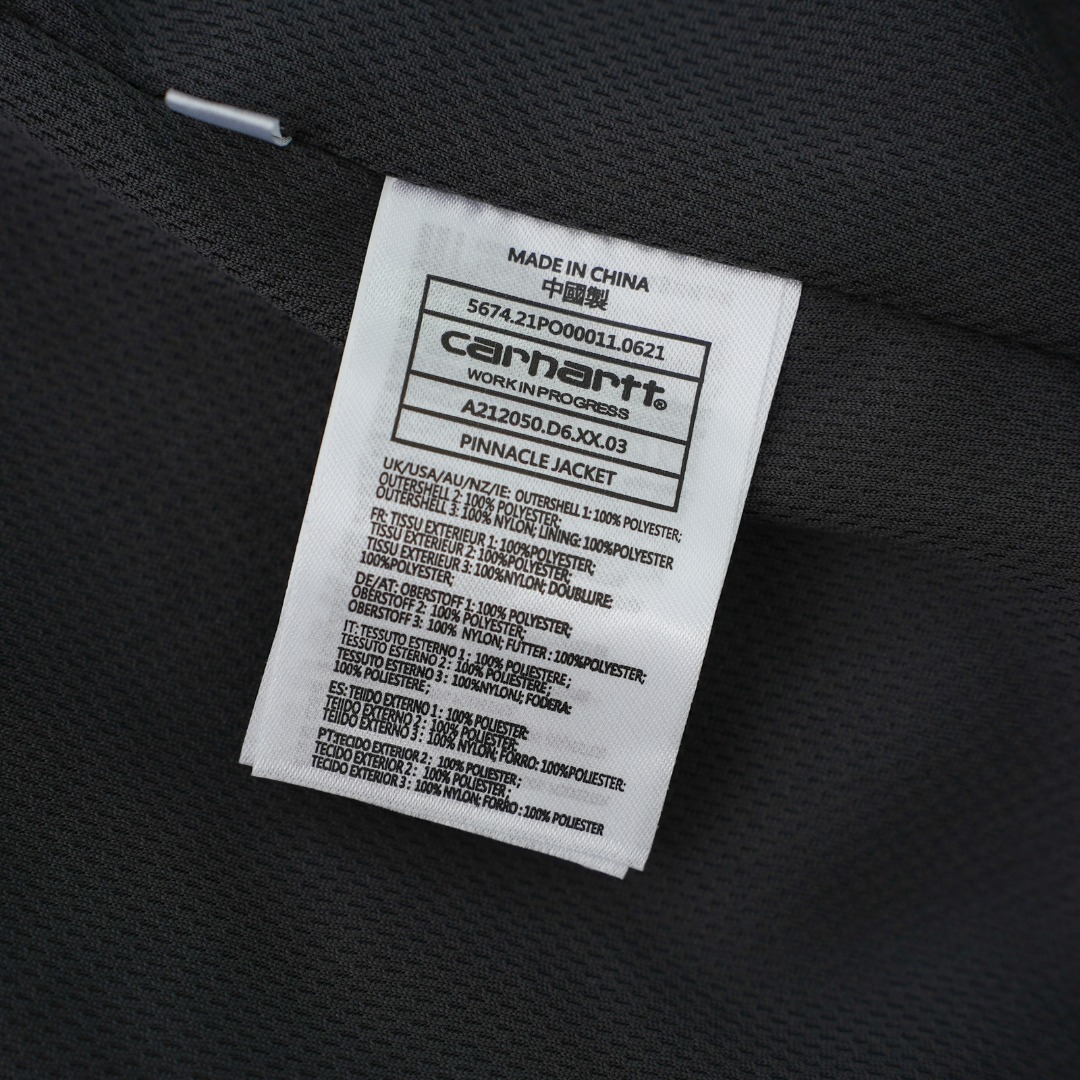 MADE IN CHINA
中國製
5674.21PO00011.0621
carhartt®
WORK IN PROGRESS
A212050.D6.XX.03
PINNACLE JACKET
UK/USA/AU/NZ/IE: OUTERSHELL 1: 100% POLYESTER;
OUTERSHELL 2: 100% POLYESTER;
OUTERSHELL 3: 100% NYLON; LINING: 100%POLYESTER
FR: TISSU EXTERIEUR 1: 100%POLYESTER;
TISSU EXTERIEUR 2: 100%POLYESTER;
TISSU EXTERIEUR 3: 100%NYLON; DOUBLURE:
100%POLYESTER;
DE/AT: OBERSTOFF 1: 100% POLYESTER;
OBERSTOFF 2: 100% POLYESTER;
OBERSTOFF 3: 100% NYLON; FUTTER: 100%POLYESTER;
IT: TESSUTO ESTERNO 1 : 100% POLIESTERE ;
TESSUTO ESTERNO 2 : 100% POLIESTERE ;
TESSUTO ESTERNO 3 : 100%NYLON; FODERA:
100% POLIESTERE ;
ES: TEJIDO EXTERNO 1 : 100% POLIESTER:
TEJIDO EXTERNO 2 : 100% POLIESTER:
TEJIDO EXTERNO 3 : 100% NYLON, FORRO: 100%POLIESTER:
PT:TECIDO EXTERIOR 2 : 100% POLIESTER ;
TECIDO EXTERIOR 2 : 100% POLIESTER ;
TECIDO EXTERIOR 3 : 100% NYLON; FORRO : 100% POLIESTER